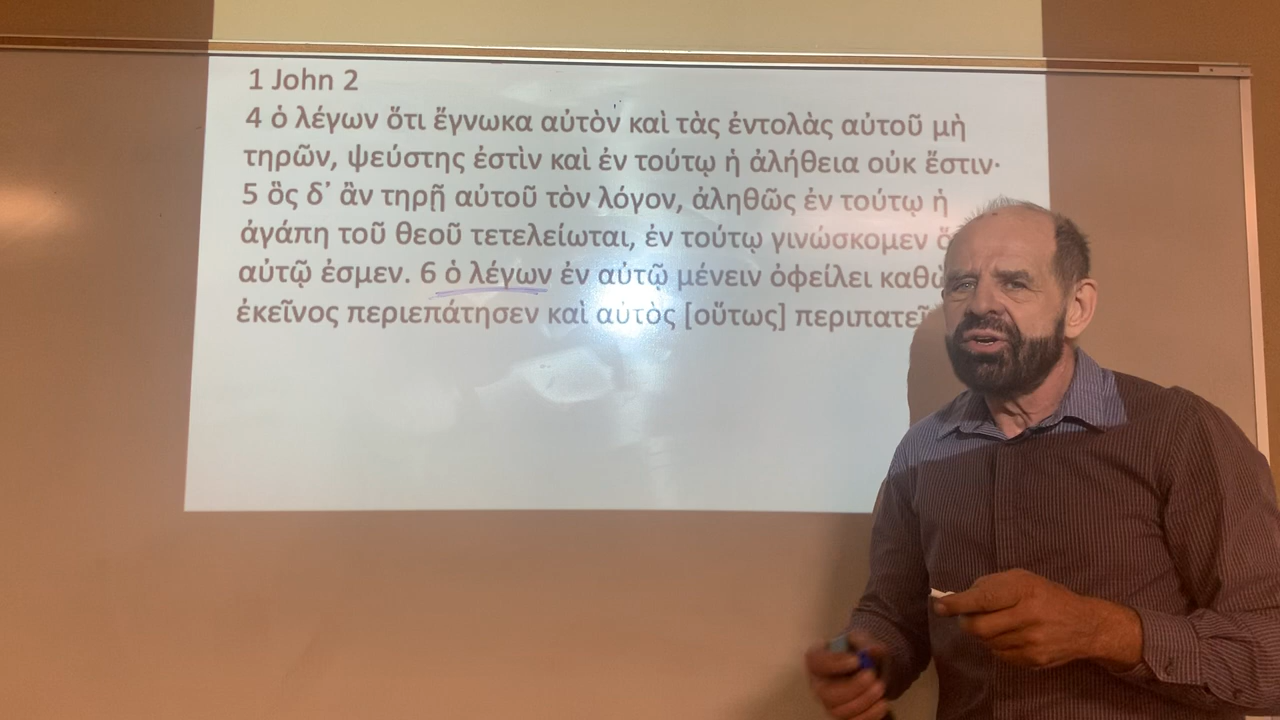 1 John 2
4 ὁ λέγων ὅτι ἔγνωκα αὐτὸν καὶ τὰς ἐντολὰς αὐτοῦ μὴ
τηρῶν, ψεύστης ἐστὶν καὶ ἐν τούτῳ ἡ ἀλήθεια οὐκ ἔστιν·
5 ὃς δ᾽ ἂν τηρῇ αὐτοῦ τὸν λόγον, ἀληθῶς ἐν τούτῳ ἡ
ἀγάπη τοῦ θεοῦ τετελείωται, ἐν τούτῳ γινώσκομεν
αὐτῷ ἐσμεν. 6 ὁ λέγων ἐν αὐτῷ μένειν ὀφείλει
ἐκεῖνος περιεπάτησεν καὶ αὐτὸς [οὕτως]